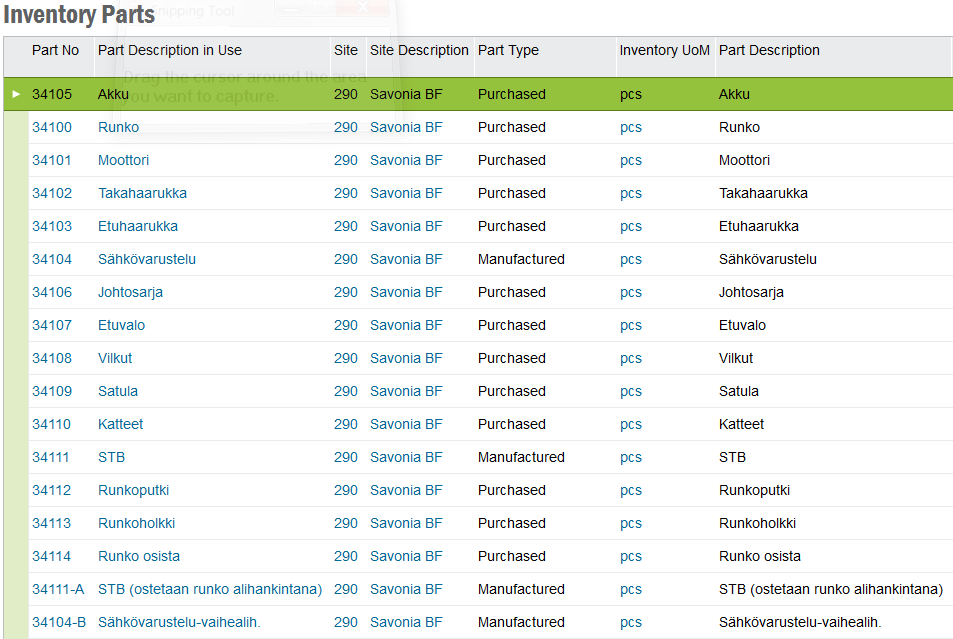 Inventory Parts
Snipping Tool
Part No Part Description in Use Site Site Description Part Type Inventory UoM Part Description
Drag the cursor around the area
you want to capture.
34105 Akku 290 Savonia BF Purchased pcs Akku
34100 Runko 290 Savonia BF Purchased pcs Runko
34101 Moottori 290 Savonia BF Purchased pcs Moottori
34102 Takahaarukka 290 Savonia BF Purchased pcs Takahaarukka
34103 Etuhaarukka 290 Savonia BF Purchased pcs Etuhaarukka
34104 Sähkövarustelu 290 Savonia BF Manufactured pcs Sähkövarustelu
34106 Johtosarja 290 Savonia BF Purchased pcs Johtosarja
34107 Etuvalo 290 Savonia BF Purchased pcs Etuvalo
34108 Vilkut 290 Savonia BF Purchased pcs Vilkut
34109 Satula 290 Savonia BF Purchased pcs Satula
34110 Katteet 290 Savonia BF Purchased pcs Katteet
34111 STB 290 Savonia BF Manufactured pcs STB
34112 Runkoputki 290 Savonia BF Purchased pcs Runkoputki
34113 Runkoholkki 290 Savonia BF Purchased pcs Runkoholkki
34114 Runko osista 290 Savonia BF Purchased pcs Runko osista
34111-A STB (ostetaan runko alihankintana) 290 Savonia BF Manufactured pcs STB (ostetaan runko alihankintana)
34104-B Sähkövarustelu-vaihealih. 290 Savonia BF Manufactured pcs Sähkövarustelu-vaihealih.